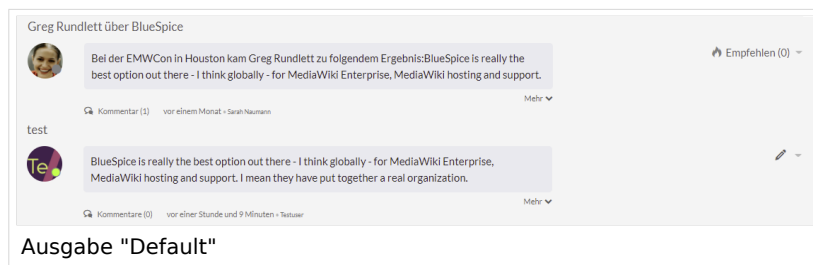 Greg Rundlett über BlueSpice
Bei der EMWCon in Houston kam Greg Rundlett zu folgendem Ergebnis:BlueSpice is really the
best option out there - I think globally - for MediaWiki Enterprise, MediaWiki hosting and support.
Empfehlen (0)
Mehr
Kommentar (1) vor einem Monat • Sarah Naumann
test
Te
BlueSpice is really the best option out there - I think globally - for MediaWiki Enterprise,
MediaWiki hosting and support. I mean they have put together a real organization.
Mehr
Kommentare (0) vor einer Stunde und 9 Minuten • Testuser
Ausgabe "Default"